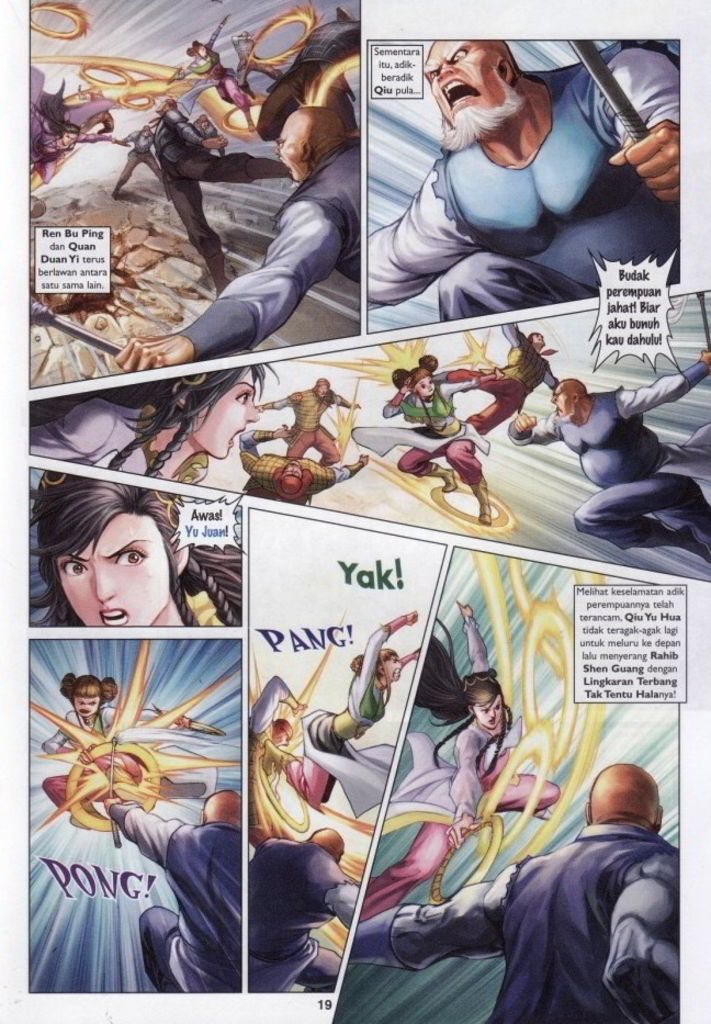 Ren Bu Ping
dan Quan
Duan Yi terus
berlawan antara
satu sama lain.
Sementara
itu, adik-
beradik
Qiu pula...
Budak
perempuan
jahat! Biar
aku bunuh
kau dahulu!
Awas!
Yu Juan!
PONG!
PANG!
Yak!
Melihat keselamatan adik
perempuannya telah
terancam, Qiu Yu Hua
tidak teragak-agak lagi
untuk meluru ke depan
lalu menyerang Rahib
Shen Guang dengan
Lingkaran Terbang
Tak Tentu Halanya!
19